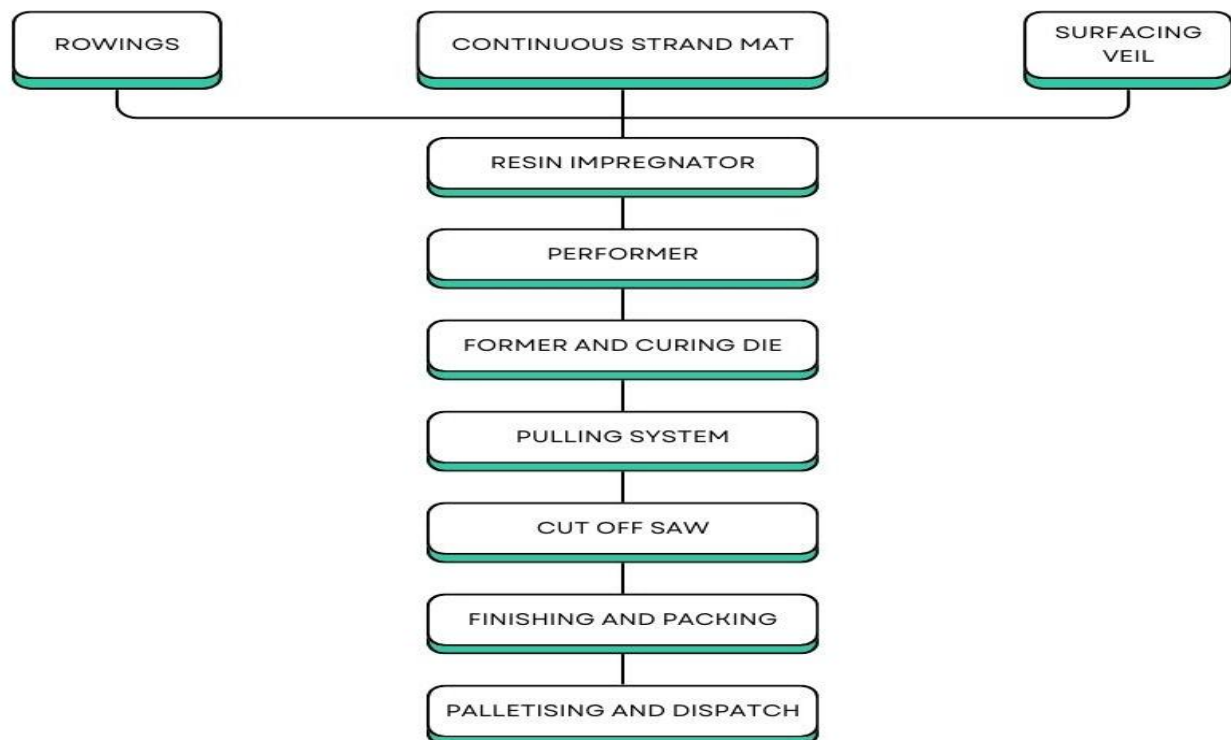 ROWINGS
CONTINUOUS STRAND MAT
SURFACING
VEIL
RESIN IMPREGNATOR
PERFORMER
FORMER AND CURING DIE
PULLING SYSTEM
CUT OFF SAW
FINISHING AND PACKING
PALLETISING AND DISPATCH